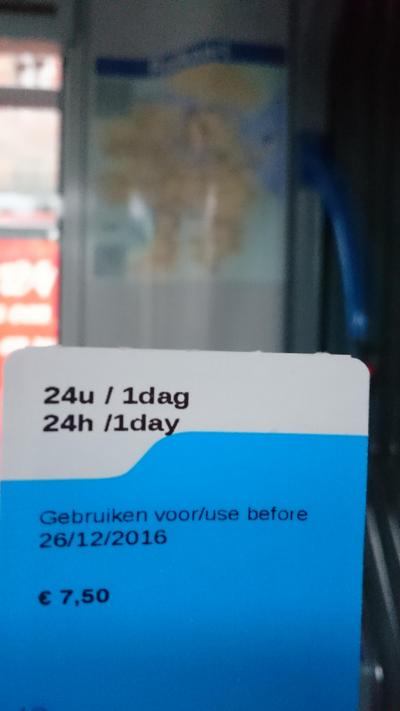 24u / 1dag
24h /1day
Gebruiken voor/use before
26/12/2016
€ 7,50